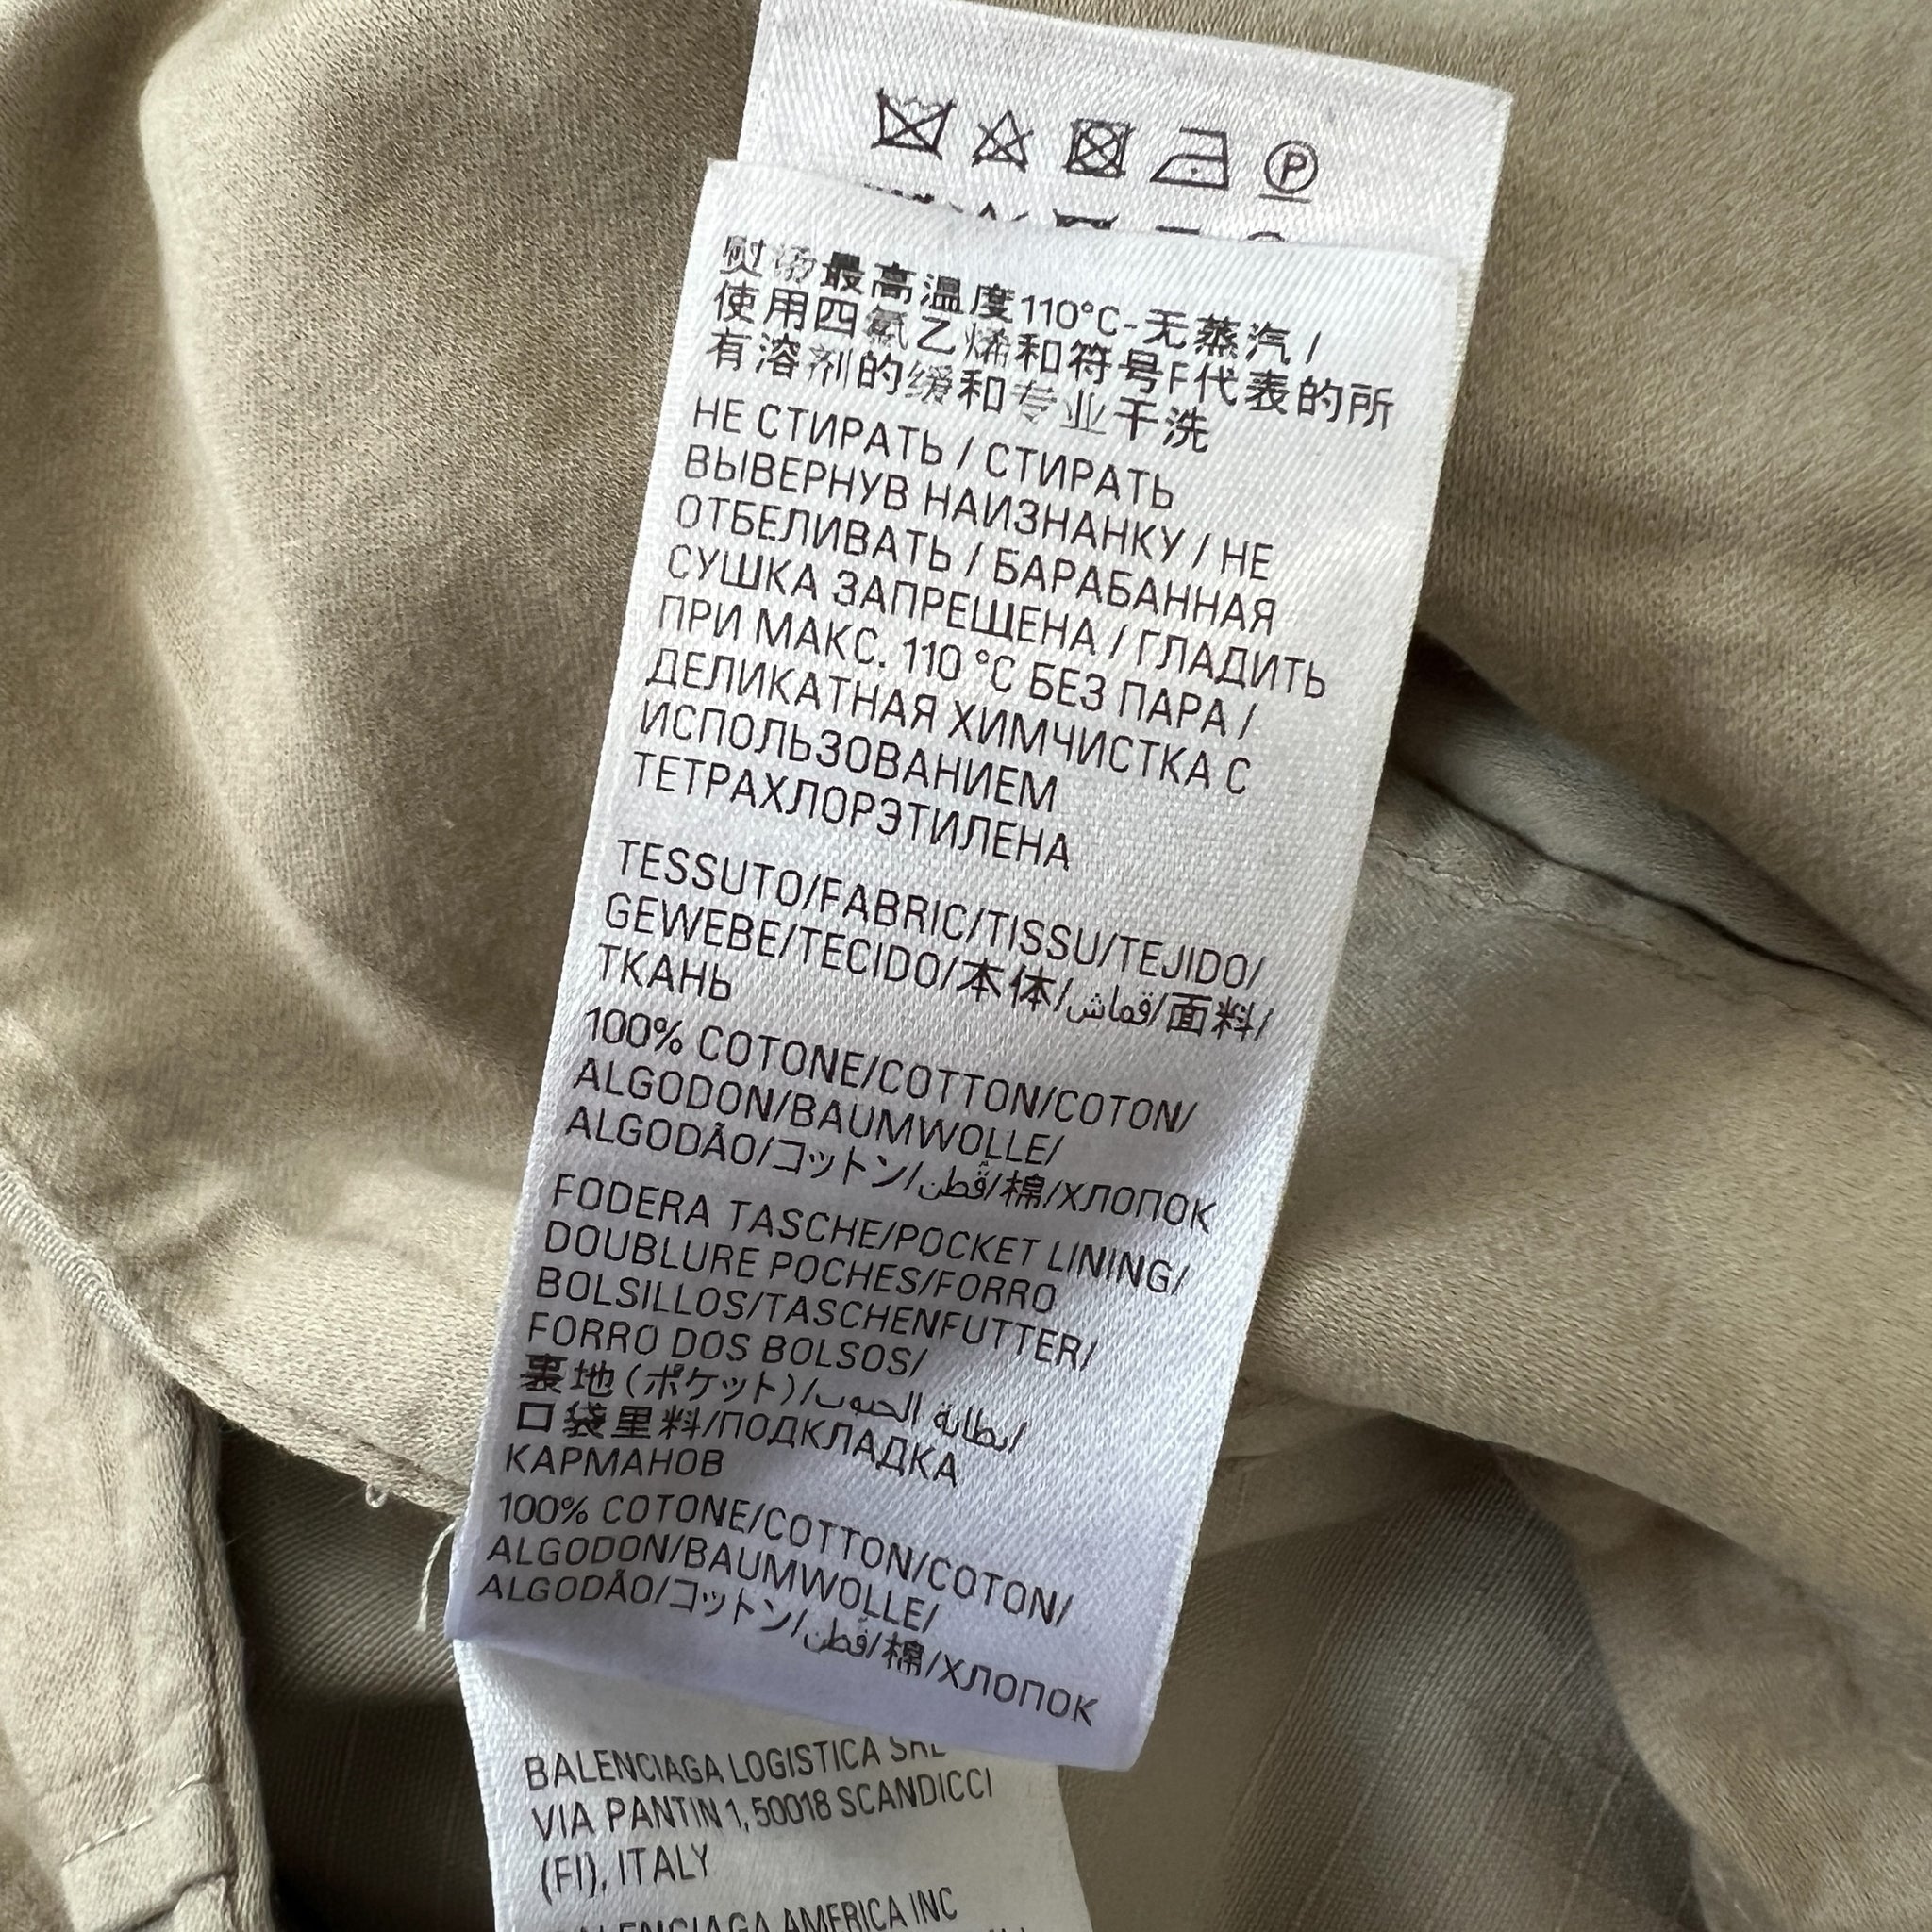 P
熨烫最高温度110°C-无蒸汽 /
使用四氯乙烯和符号F代表的所
有溶剂的缓和专业干洗
НЕ СТИРАТЬ / СТИРАТЬ
ВЫВЕРНУВ НАИЗНАНКУ / НЕ
ОТБЕЛИВАТЬ / БАРАБАННАЯ
СУШКА ЗАПРЕЩЕНА / ГЛАДИТЬ
ПРИ МАКС. 110 °C БЕЗ ПАРА /
ДЕЛИКАТНАЯ ХИМЧИСТКА С
ИСПОЛЬЗОВАНИЕМ
ТЕТРАХЛОРЭТИЛЕНА
TESSUTO/FABRIC/TISSU/TEJIDO/
GEWEBE/TECIDO/本体/قماش/面料/
ТКАНЬ
100% COTONE/COTTON/COTON/
ALGODON/BAUMWOLLE/
ALGODÃO/コットン/قطن/棉/ХЛОПОК
FODERA TASCHE/POCKET LINING/
DOUBLURE POCHES/FORRO
BOLSILLOS/TASCHENFUTTER/
FORRO DOS BOLSOS/
裏地(ポケット)/بطانة الجيوب/
口袋里料/ПОДКЛАДКА
КАРМАНОВ
100% COTONE/COTTON/COTON/
ALGODON/BAUMWOLLE/
ALGODÃO/コットン/قطن/棉/ХЛОПОК
BALENCIAGA LOGISTICA SRL
VIA PANTIN 1, 50018 SCANDICCI
(FI), ITALY
BALENCIAGA AMERICA INC